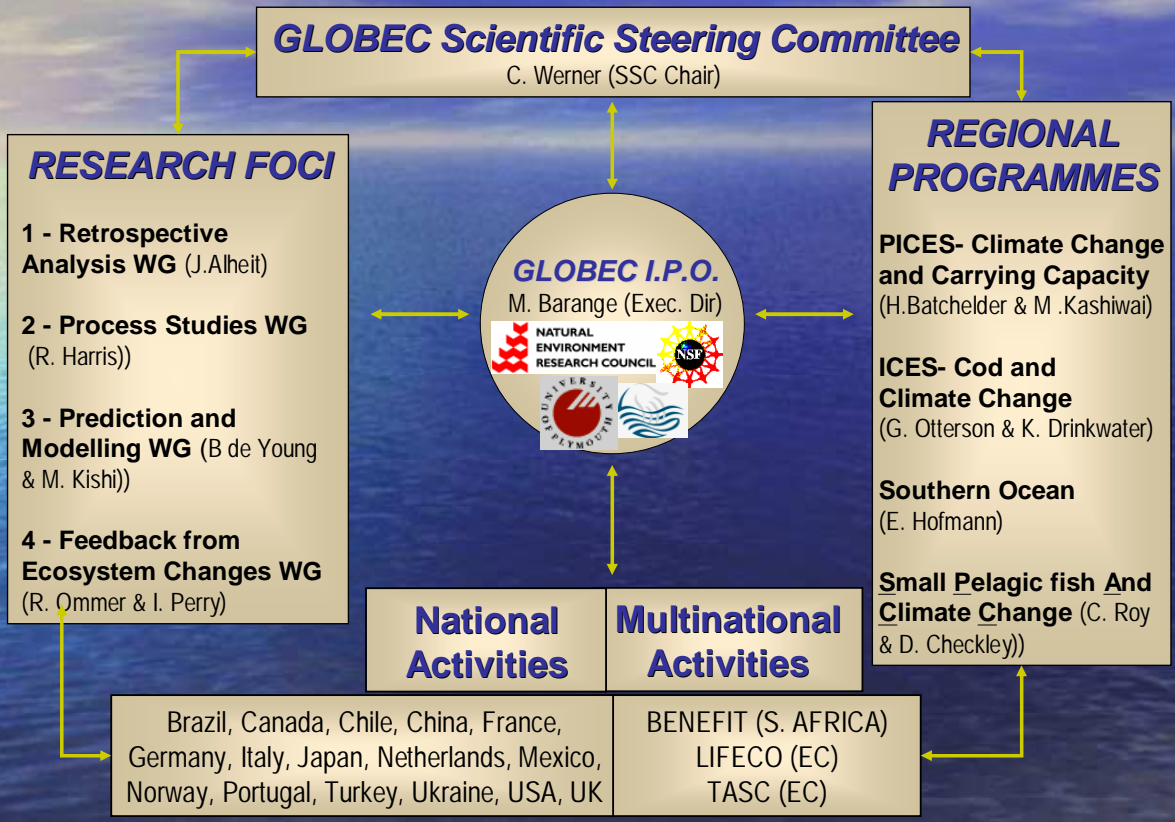 GLOBEC Scientific Steering Committee
C. Werner (SSC Chair)
RESEARCH FOCI
1 - Retrospective
Analysis WG (J.Alheit)
2 - Process Studies WG
(R. Harris))
3 - Prediction and
Modelling WG (B de Young
& M. Kishi))
4 - Feedback from
Ecosystem Changes WG
(R. Ommer & I. Perry)
GLOBEC I.P.O.
M. Barange (Exec. Dir)
NATURAL
ENVIRONMENT
RESEARCH COUNCIL
NSF
UNIVERSITY
OF PLYMOUTH
REGIONAL
PROGRAMMES
PICES- Climate Change
and Carrying Capacity
(H.Batchelder & M .Kashiwai)
ICES- Cod and
Climate Change
(G. Otterson & K. Drinkwater)
Southern Ocean
(E. Hofmann)
Small Pelagic fish And
Climate Change (C. Roy
& D. Checkley))
National
Activities
Multinational
Activities
Brazil, Canada, Chile, China, France,
Germany, Italy, Japan, Netherlands, Mexico,
Norway, Portugal, Turkey, Ukraine, USA, UK
BENEFIT (S. AFRICA)
LIFECO (EC)
TASC (EC)